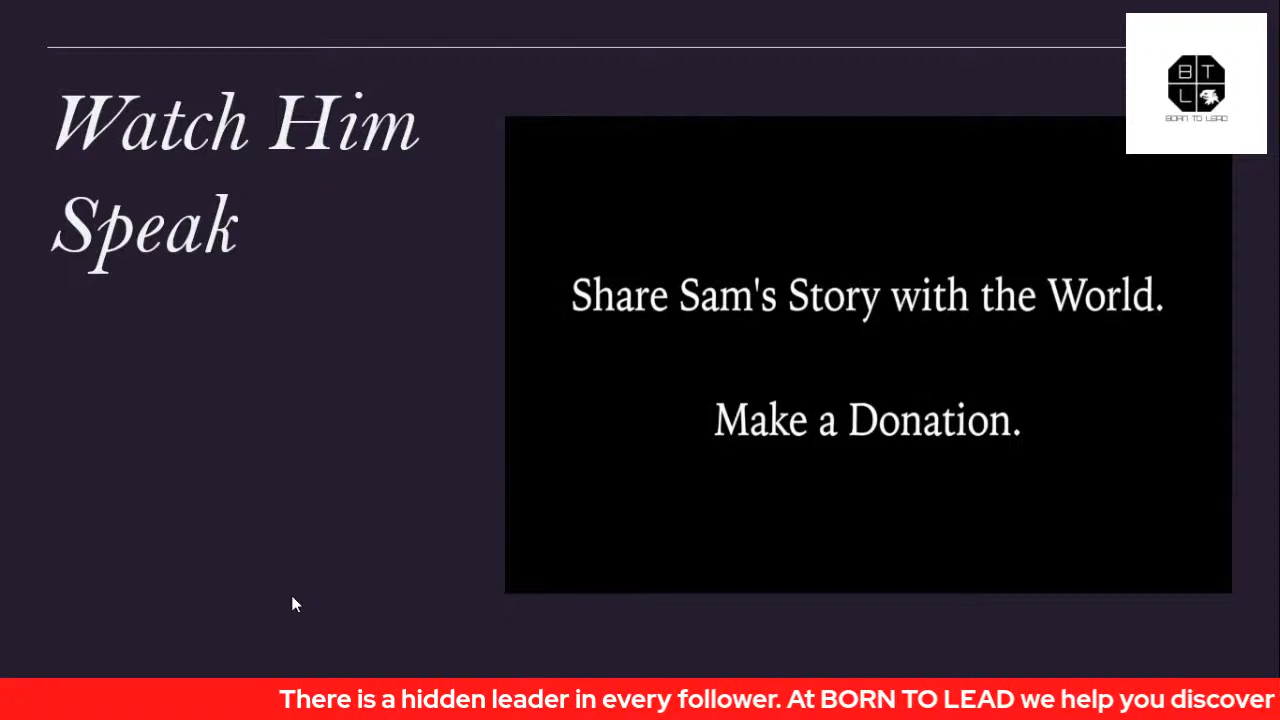 Watch Him
Speak
B T
L
BORN TO LEAD
Share Sam's Story with the World.
Make a Donation.
There is a hidden leader in every follower. At BORN TO LEAD we help you discover